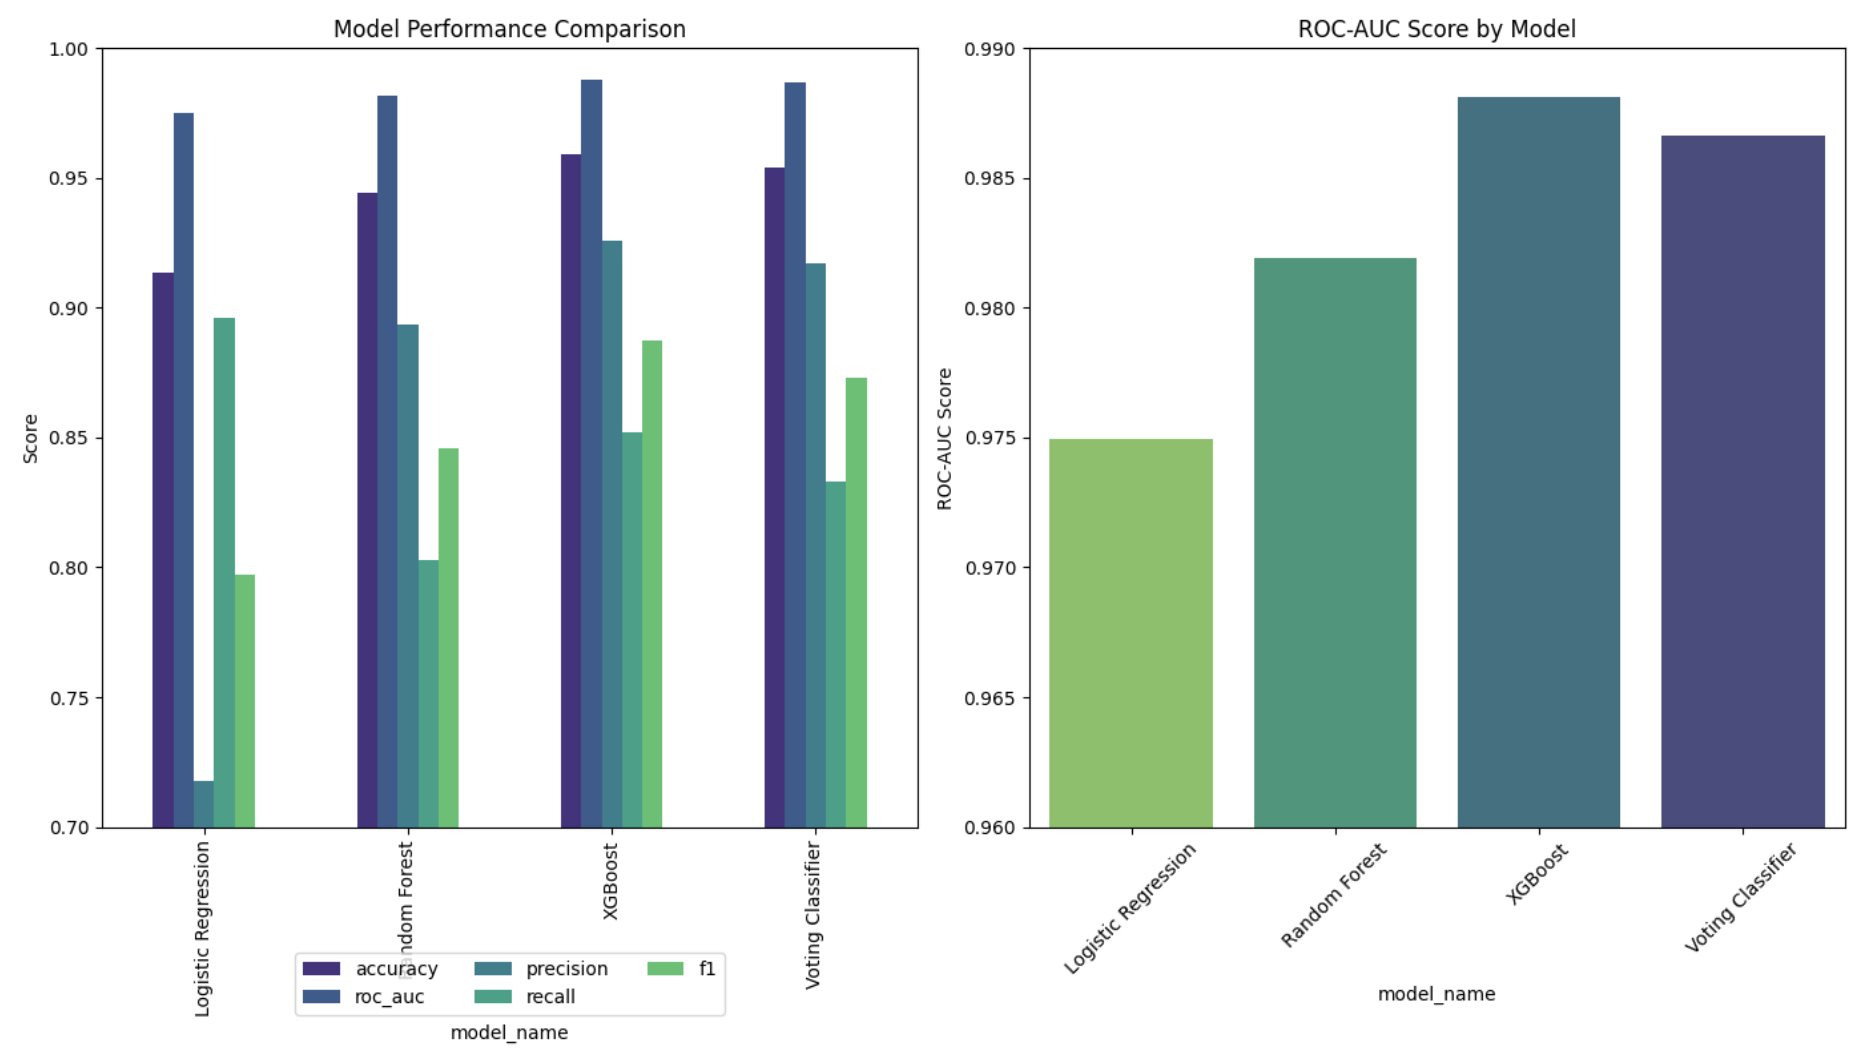 Model Performance Comparison
1.00
0.95
0.90
0.85
0.80
0.75
0.70
Score
Logistic Regression
Random Forest
XGBoost
Voting Classifier
accuracy
roc_auc
precision
recall
f1
model_name
ROC-AUC Score by Model
0.990
0.985
0.980
0.975
0.970
0.965
0.960
ROC-AUC Score
Logistic Regression
Random Forest
XGBoost
Voting Classifier
model_name